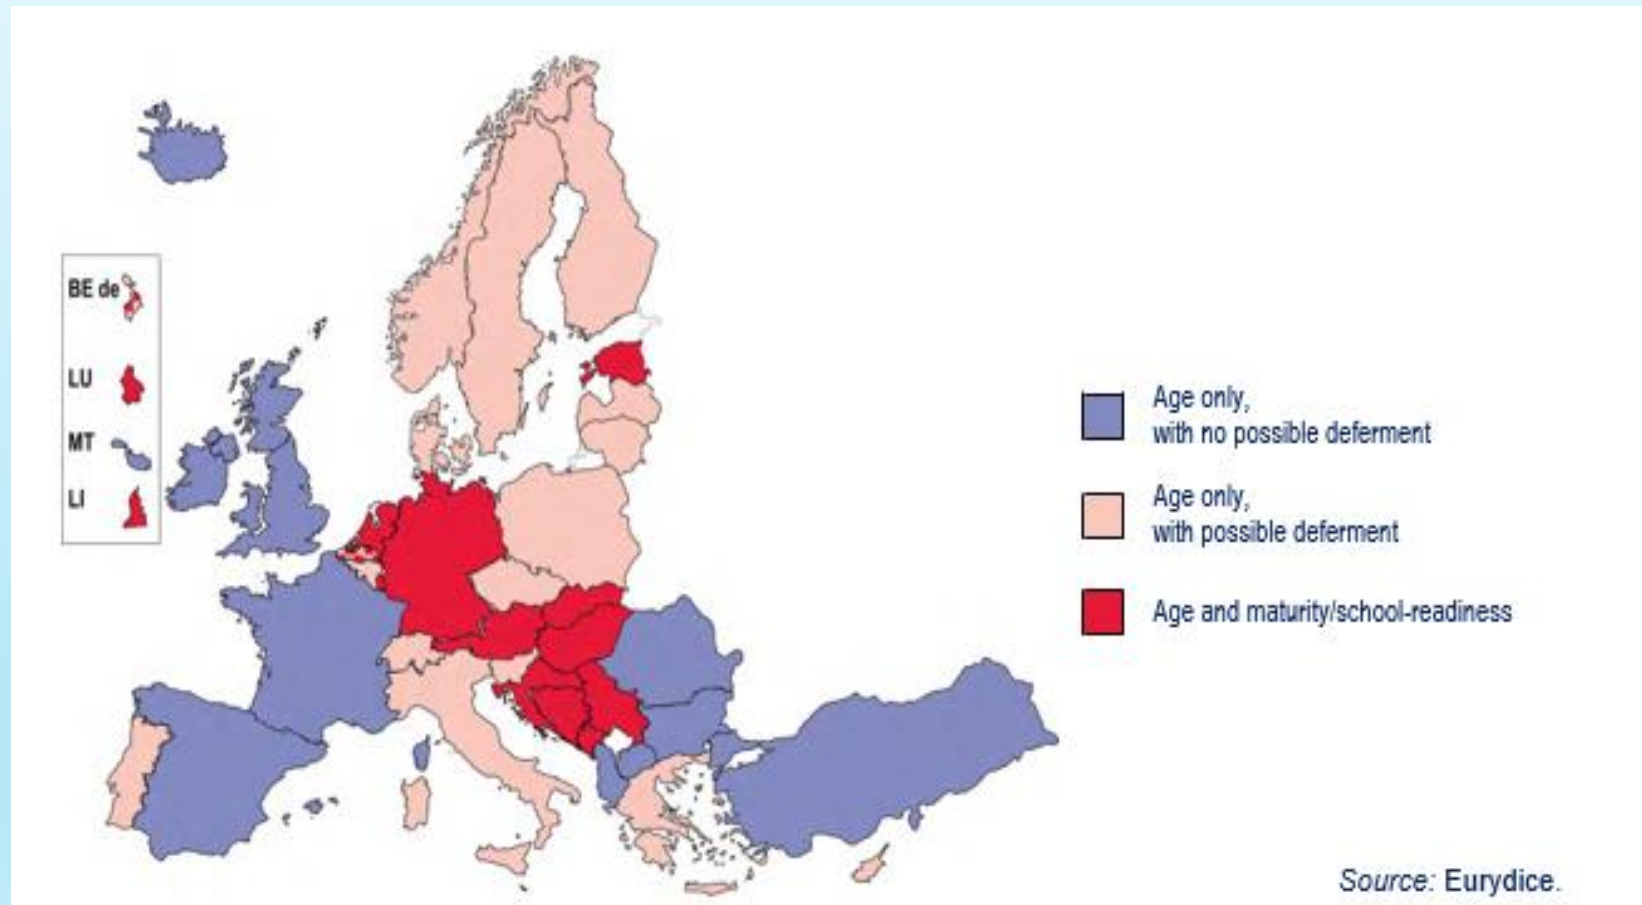 BE de
LU
MT
LI
Age only,
with no possible deferment
Age only,
with possible deferment
Age and maturity/school-readiness
Source: Eurydice.